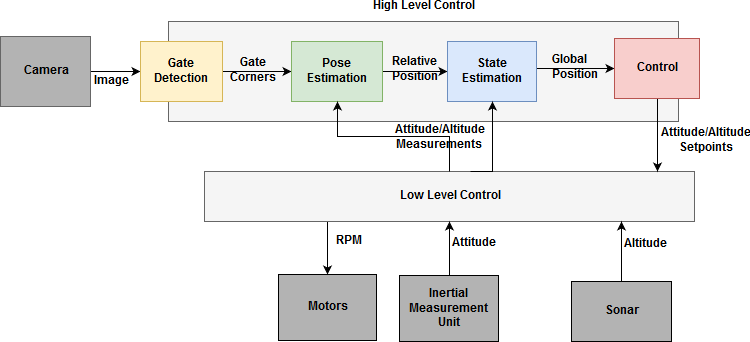 High Level Control
Camera
Image
Gate
Detection
Gate
Corners
Pose
Estimation
Relative
Position
State
Estimation
Global
Position
Control
Attitude/Altitude
Measurements
Attitude/Altitude
Setpoints
Low Level Control
RPM
Attitude
Altitude
Motors
Inertial
Measurement
Unit
Sonar